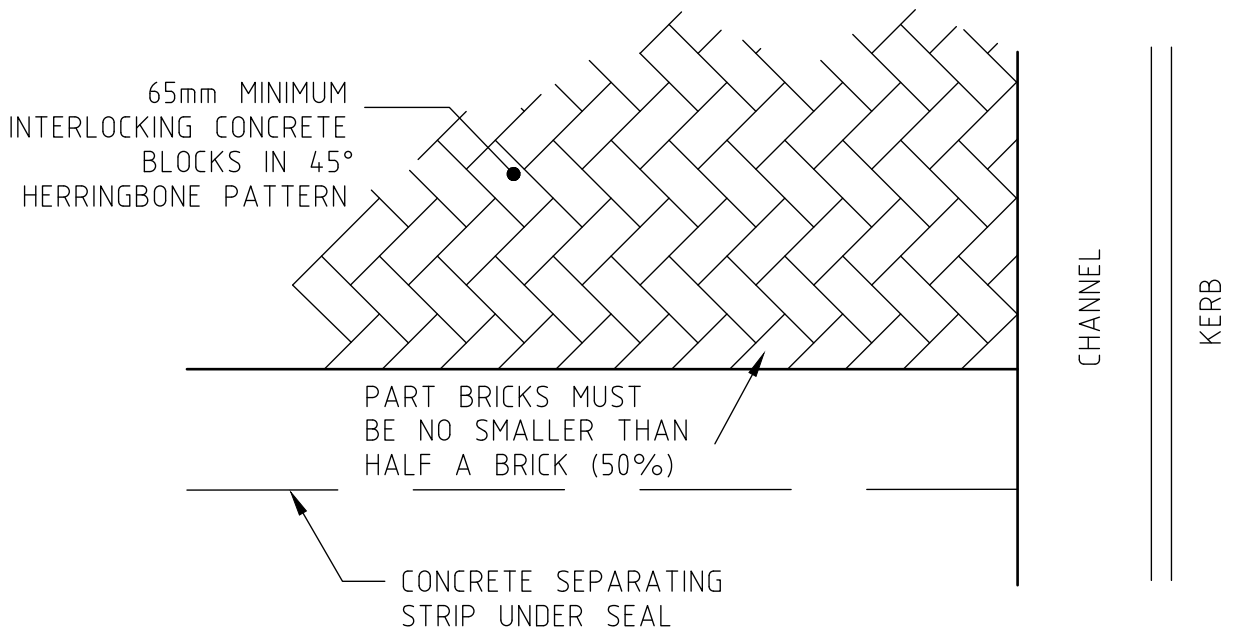 65mm MINIMUM
INTERLOCKING CONCRETE
BLOCKS IN 45°
HERRINGBONE PATTERN
CHANNEL
KERB
PART BRICKS MUST
BE NO SMALLER THAN
HALF A BRICK (50%)
CONCRETE SEPARATING
STRIP UNDER SEAL